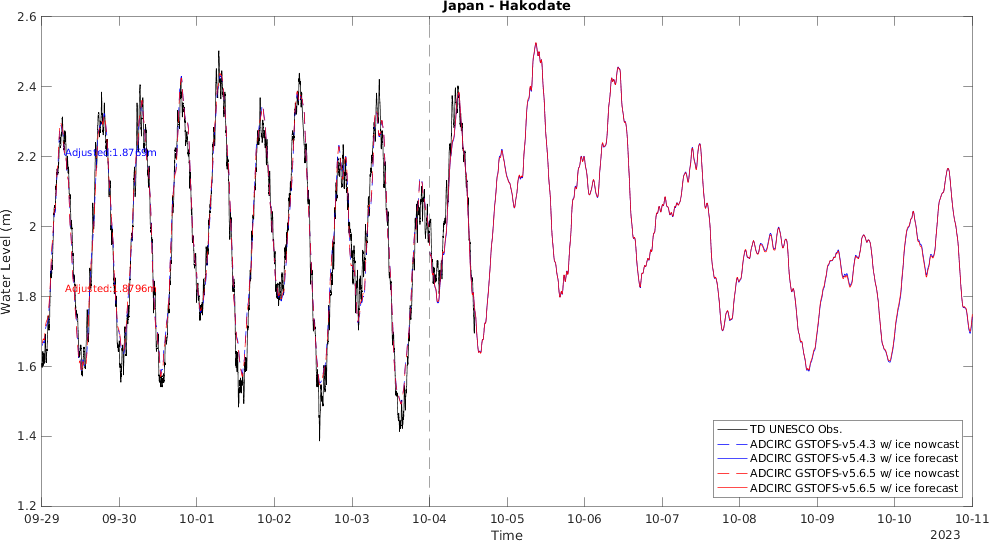 Japan - Hakodate
Water Level (m)
2.6
2.4
2.2
2
1.8
1.6
1.4
1.2
Adjusted:1.8769m
Adjusted:1.8796m
TD UNESCO Obs.
ADCIRC GSTOFS-v5.4.3 w/ ice nowcast
ADCIRC GSTOFS-v5.4.3 w/ ice forecast
ADCIRC GSTOFS-v5.6.5 w/ ice nowcast
ADCIRC GSTOFS-v5.6.5 w/ ice forecast
09-29 09-30 10-01 10-02 10-03 10-04 10-05 10-06 10-07 10-08 10-09 10-10 10-11
Time
2023